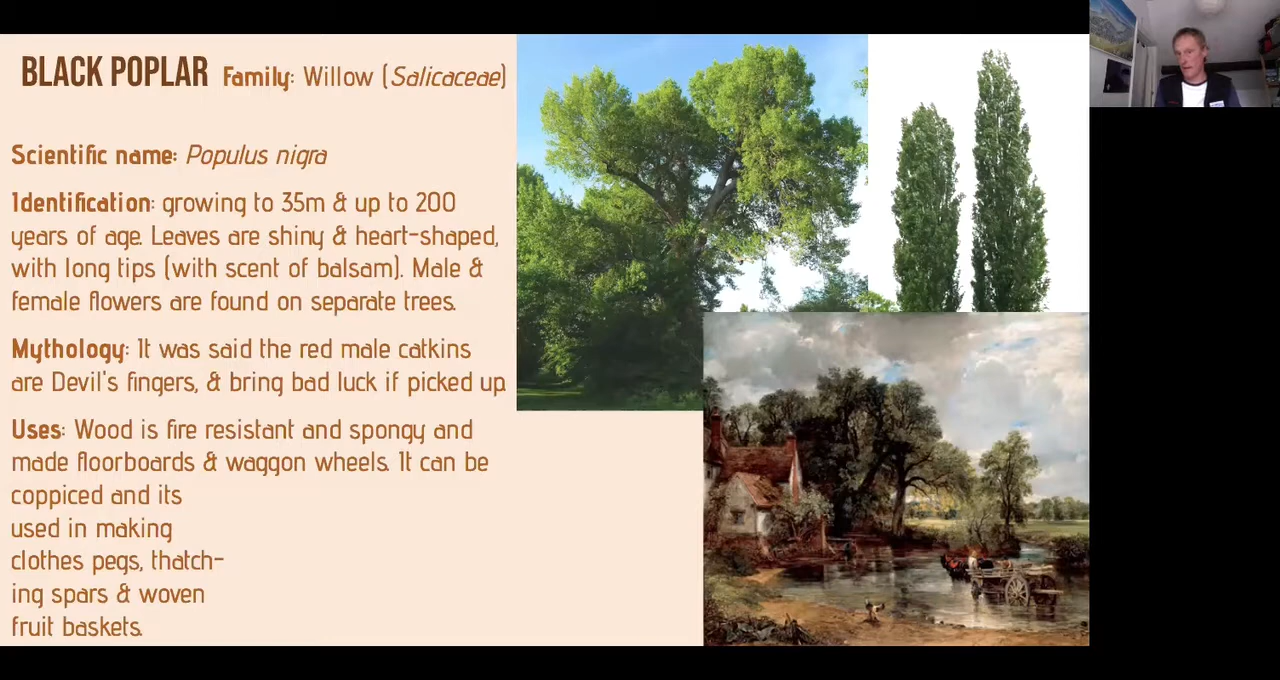 BLACK POPLAR Family: Willow (Salicaceae)
Scientific name: Populus nigra
Identification: growing to 35m & up to 200
years of age. Leaves are shiny & heart-shaped,
with long tips (with scent of balsam). Male &
female flowers are found on separate trees.
Mythology: It was said the red male catkins
are Devil's fingers, & bring bad luck if picked up.
Uses: Wood is fire resistant and spongy and
made floorboards & waggon wheels. It can be
coppiced and its
used in making
clothes pegs, thatch-
ing spars & woven
fruit baskets.